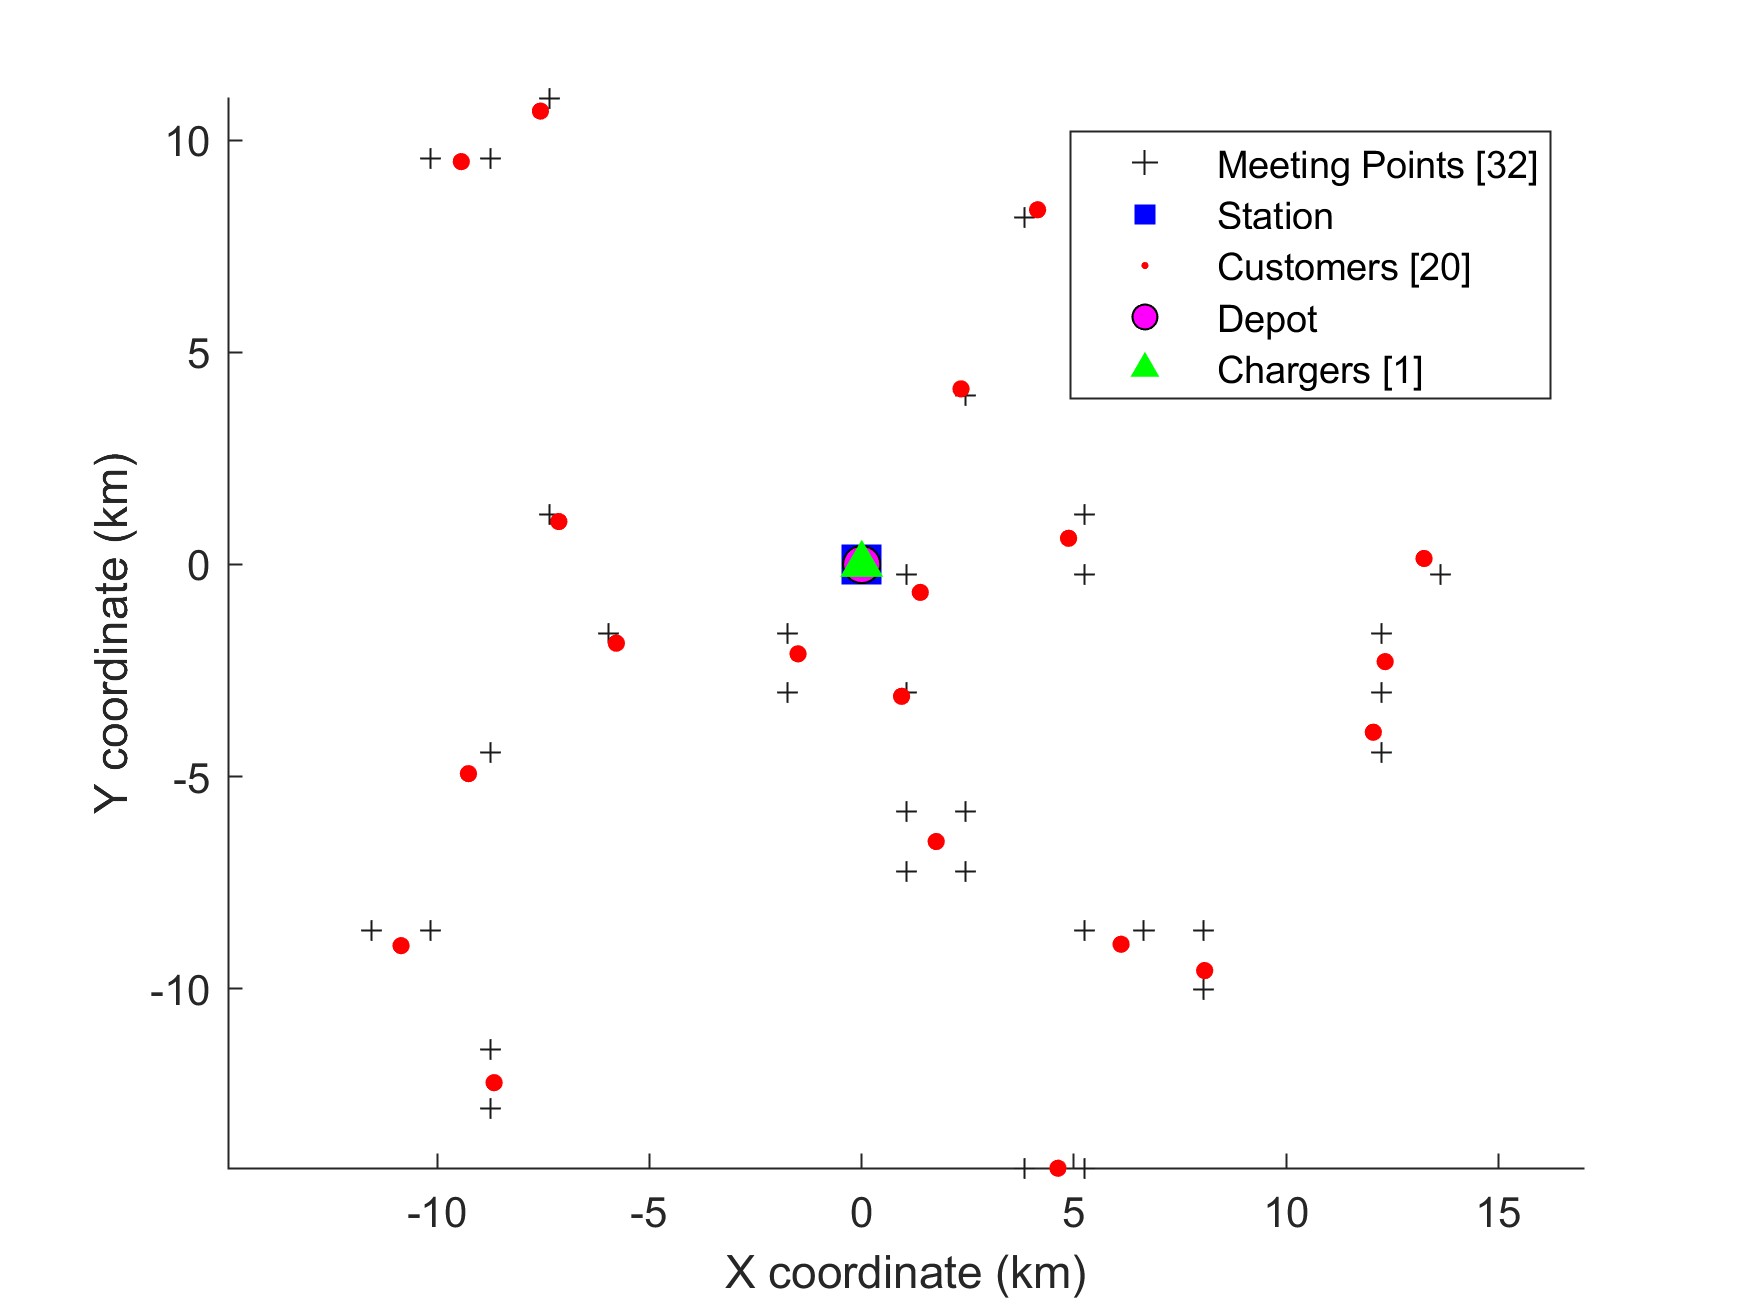 10
5
0
-5
-10
Y coordinate (km)
Meeting Points [32]
Station
Customers [20]
Depot
Chargers [1]
-10 -5 0 5 10 15
X coordinate (km)